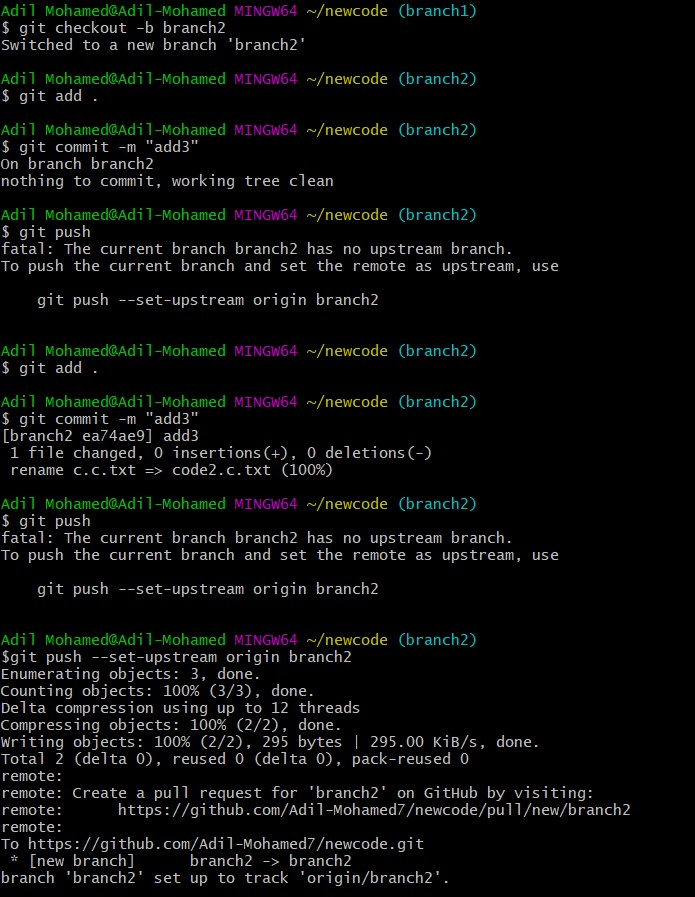 Adil Mohamed@Adil-Mohamed MINGW64 ~/newcode (branch1)
$ git checkout -b branch2
Switched to a new branch 'branch2'
Adil Mohamed@Adil-Mohamed MINGW64 ~/newcode (branch2)
$ git add .
Adil Mohamed@Adil-Mohamed MINGW64 ~/newcode (branch2)
$ git commit -m "add3"
On branch branch2
nothing to commit, working tree clean
Adil Mohamed@Adil-Mohamed MINGW64 ~/newcode (branch2)
$ git push
fatal: The current branch branch2 has no upstream branch.
To push the current branch and set the remote as upstream, use
    git push --set-upstream origin branch2
Adil Mohamed@Adil-Mohamed MINGW64 ~/newcode (branch2)
$ git add .
Adil Mohamed@Adil-Mohamed MINGW64 ~/newcode (branch2)
$ git commit -m "add3"
[branch2 ea74ae9] add3
 1 file changed, 0 insertions(+), 0 deletions(-)
 rename c.c.txt => code2.c.txt (100%)
Adil Mohamed@Adil-Mohamed MINGW64 ~/newcode (branch2)
$ git push
fatal: The current branch branch2 has no upstream branch.
To push the current branch and set the remote as upstream, use
    git push --set-upstream origin branch2
Adil Mohamed@Adil-Mohamed MINGW64 ~/newcode (branch2)
$git push --set-upstream origin branch2
Enumerating objects: 3, done.
Counting objects: 100% (3/3), done.
Delta compression using up to 12 threads
Compressing objects: 100% (2/2), done.
Writing objects: 100% (2/2), 295 bytes | 295.00 KiB/s, done.
Total 2 (delta 0), reused 0 (delta 0), pack-reused 0
remote:
remote: Create a pull request for 'branch2' on GitHub by visiting:
remote:      https://github.com/Adil-Mohamed7/newcode/pull/new/branch2
remote:
To https://github.com/Adil-Mohamed7/newcode.git
 * [new branch]      branch2 -> branch2
branch 'branch2' set up to track 'origin/branch2'.